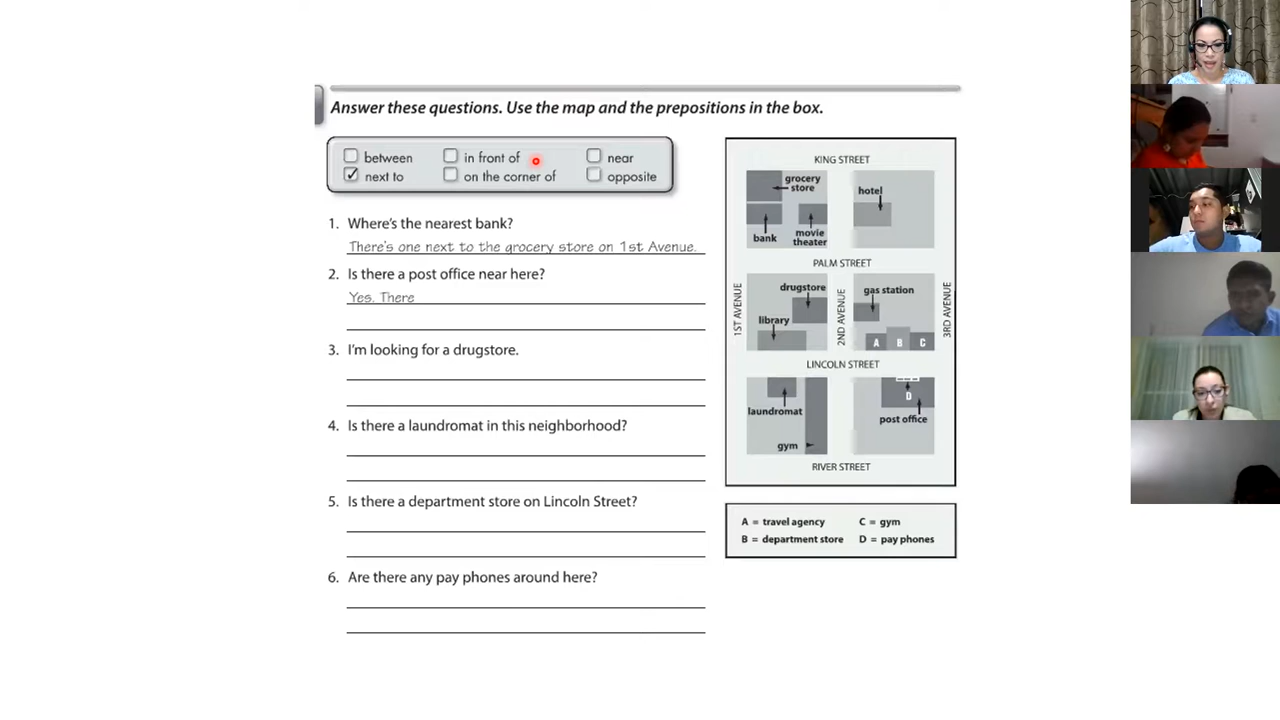 Answer these questions. Use the map and the prepositions in the box.
between in front of near
next to on the corner of opposite
1. Where's the nearest bank?
There's one next to the grocery store on 1st Avenue.
2. Is there a post office near here?
Yes. There
3. I'm looking for a drugstore.
4. Is there a laundromat in this neighborhood?
5. Is there a department store on Lincoln Street?
6. Are there any pay phones around here?
KING STREET
grocery
store
hotel
bank
movie
theater
PALM STREET
1ST AVENUE
2ND AVENUE
3RD AVENUE
drugstore
gas station
library
A B C
LINCOLN STREET
laundromat
D
post office
gym
RIVER STREET
A = travel agency C = gym
B = department store D = pay phones